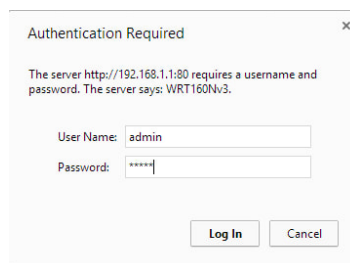 Authentication Required
The server http://192.168.1.1:80 requires a username and
password. The server says: WRT160Nv3.
User Name: admin
Password: *****
Log In Cancel